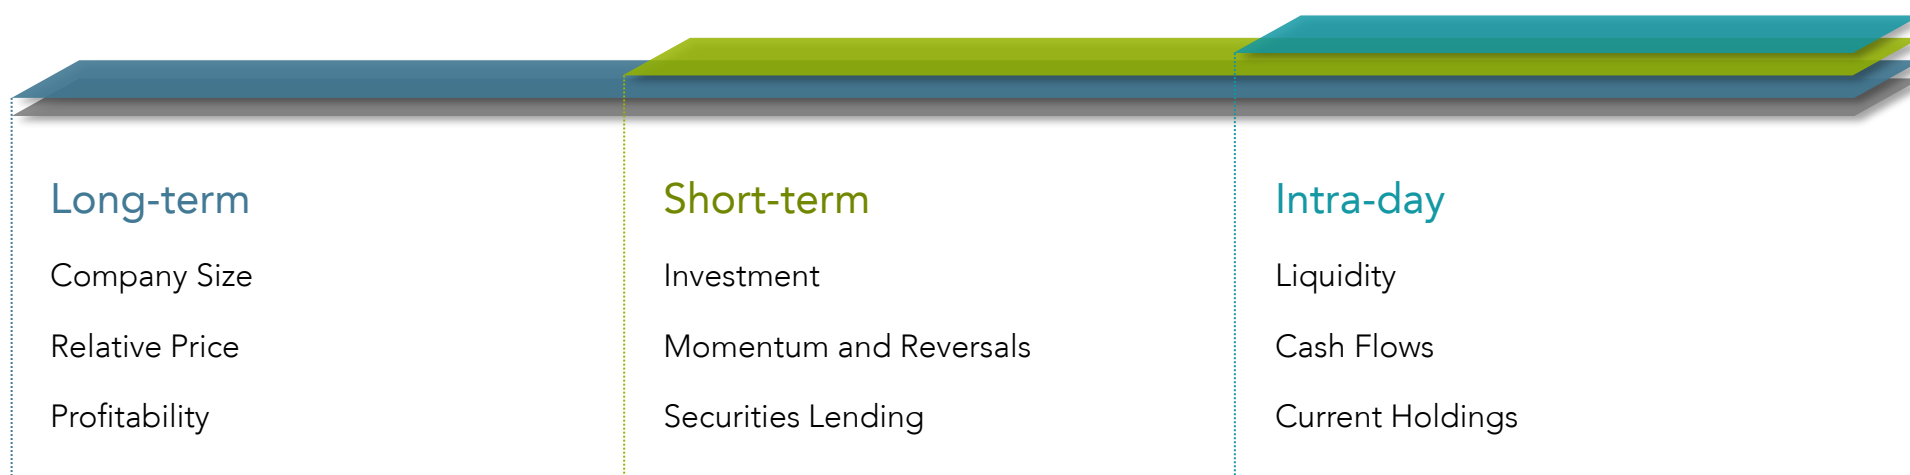 Long-term
Company Size
Relative Price
Profitability
Short-term
Investment
Momentum and Reversals
Securities Lending
Intra-day
Liquidity
Cash Flows
Current Holdings